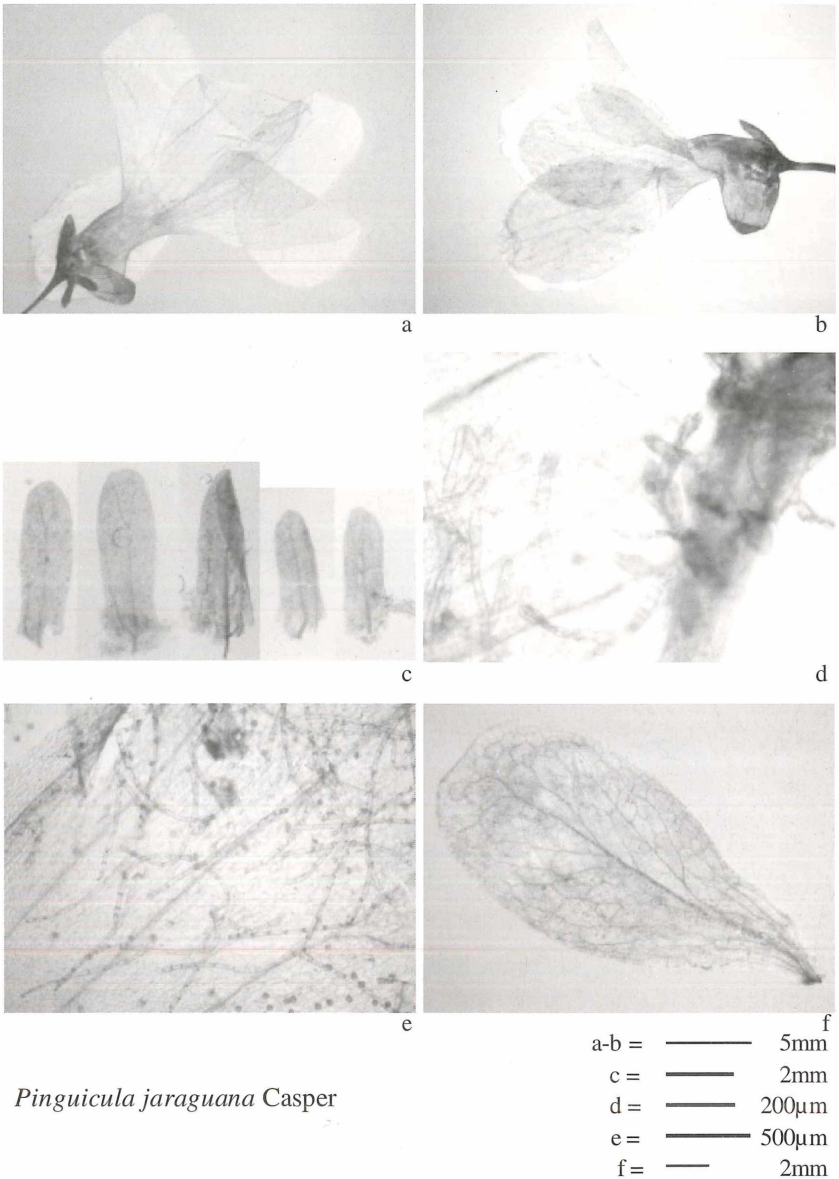 a
b
c
d
e
f
a-b = 5mm
c = 2mm
d = 200µm
e = 500µm
f = 2mm
Pinguicula jaraguana Casper